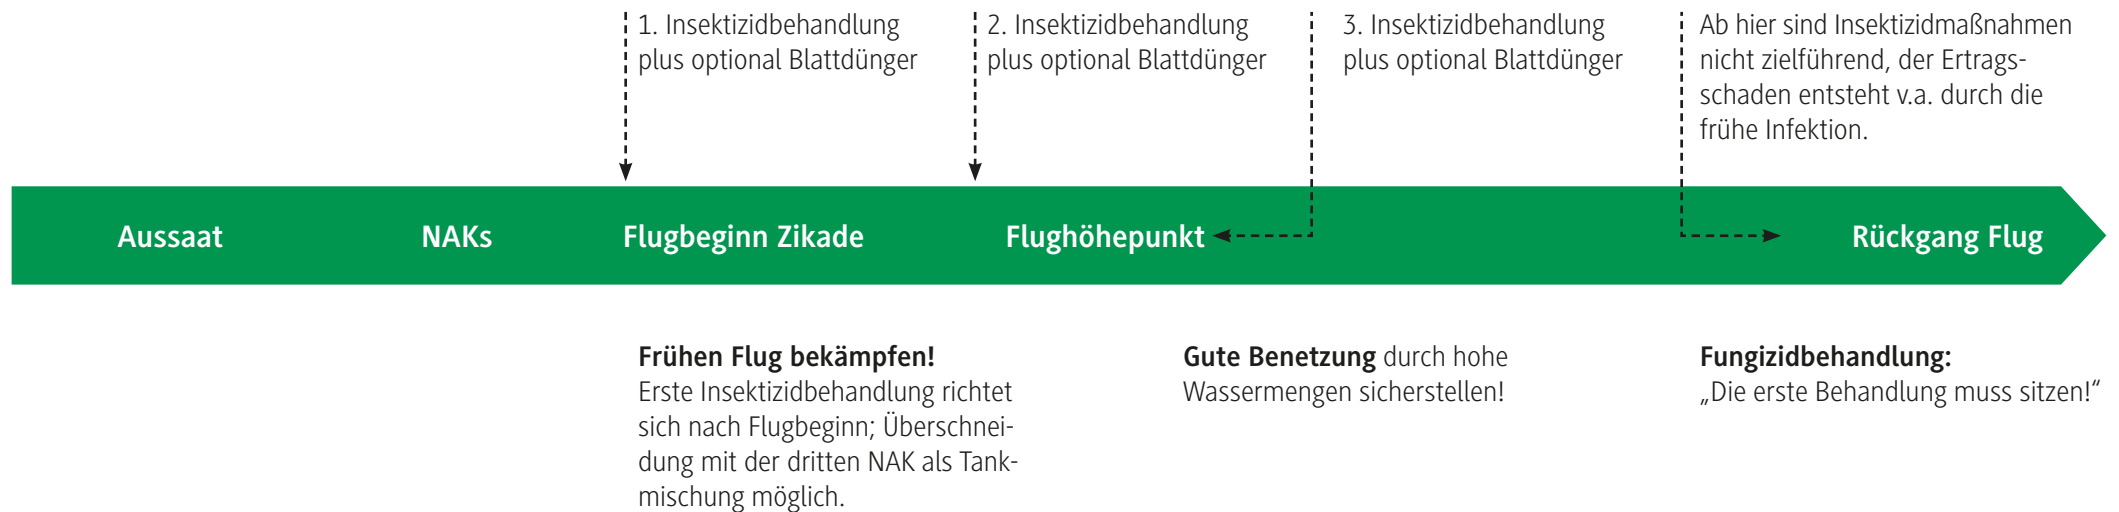 1. Insektizidbehandlung
plus optional Blattdünger
2. Insektizidbehandlung
plus optional Blattdünger
3. Insektizidbehandlung
plus optional Blattdünger
Ab hier sind Insektizidmaßnahmen
nicht zielführend, der Ertrags-
schaden entsteht v.a. durch die
frühe Infektion.
Aussaat
NAKs
Flugbeginn Zikade
Flughöhepunkt
Rückgang Flug
Frühen Flug bekämpfen!
Erste Insektizidbehandlung richtet
sich nach Flugbeginn; Überschnei-
dung mit der dritten NAK als Tank-
mischung möglich.
Gute Benetzung durch hohe
Wassermengen sicherstellen!
Fungizidbehandlung:
„Die erste Behandlung muss sitzen!“